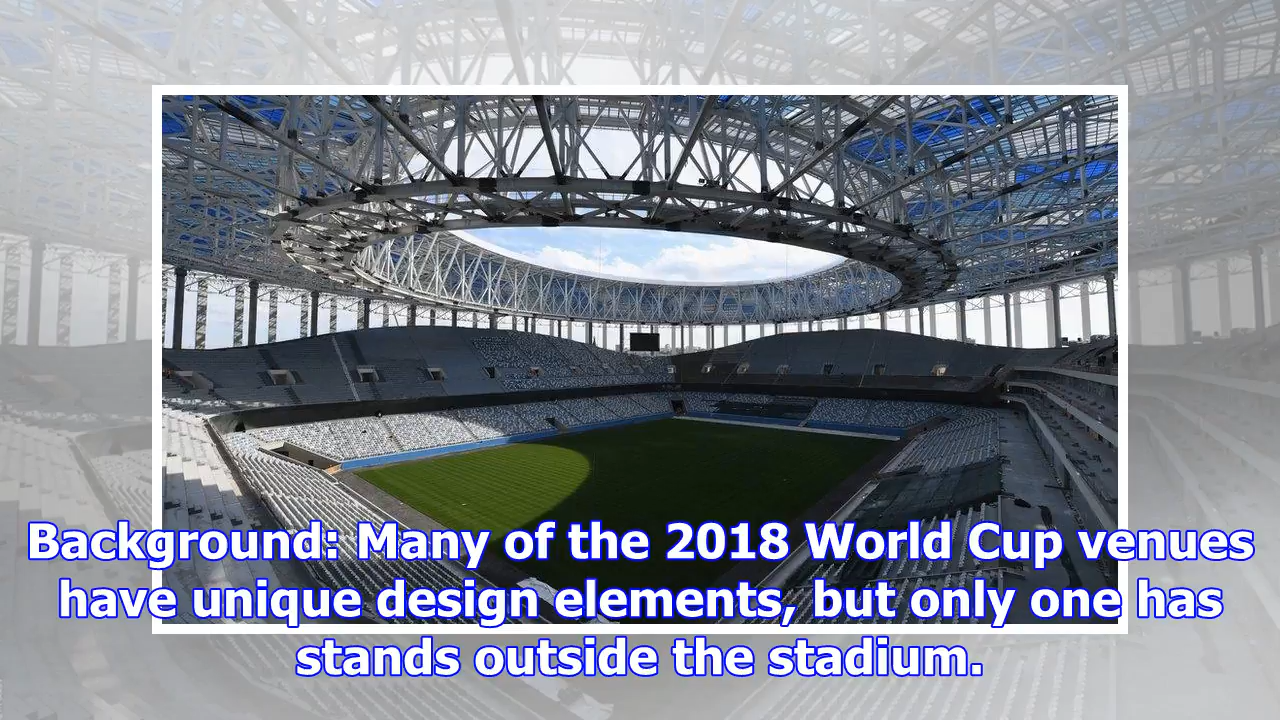 Background: Many of the 2018 World Cup venues
have unique design elements, but only one has
stands outside the stadium.